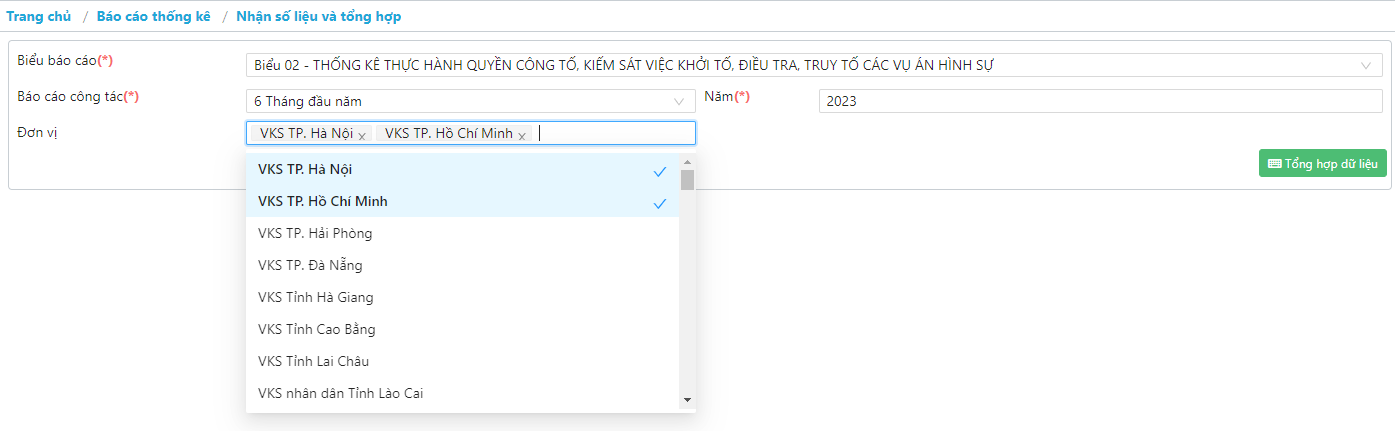 Trang chủ / Báo cáo thống kê / Nhận số liệu và tổng hợp
Biểu báo cáo(*)
Biểu 02 - THỐNG KÊ THỰC HÀNH QUYỀN CÔNG TỐ, KIỂM SÁT VIỆC KHỞI TỐ, ĐIỀU TRA, TRUY TỐ CÁC VỤ ÁN HÌNH SỰ
Báo cáo công tác(*)
6 Tháng đầu năm
Năm(*)
2023
Đơn vị
VKS TP. Hà Nội x VKS TP. Hồ Chí Minh x
VKS TP. Hà Nội
VKS TP. Hồ Chí Minh
VKS TP. Hải Phòng
VKS TP. Đà Nẵng
VKS Tỉnh Hà Giang
VKS Tỉnh Cao Bằng
VKS Tỉnh Lai Châu
VKS nhân dân Tỉnh Lào Cai
Tổng hợp dữ liệu